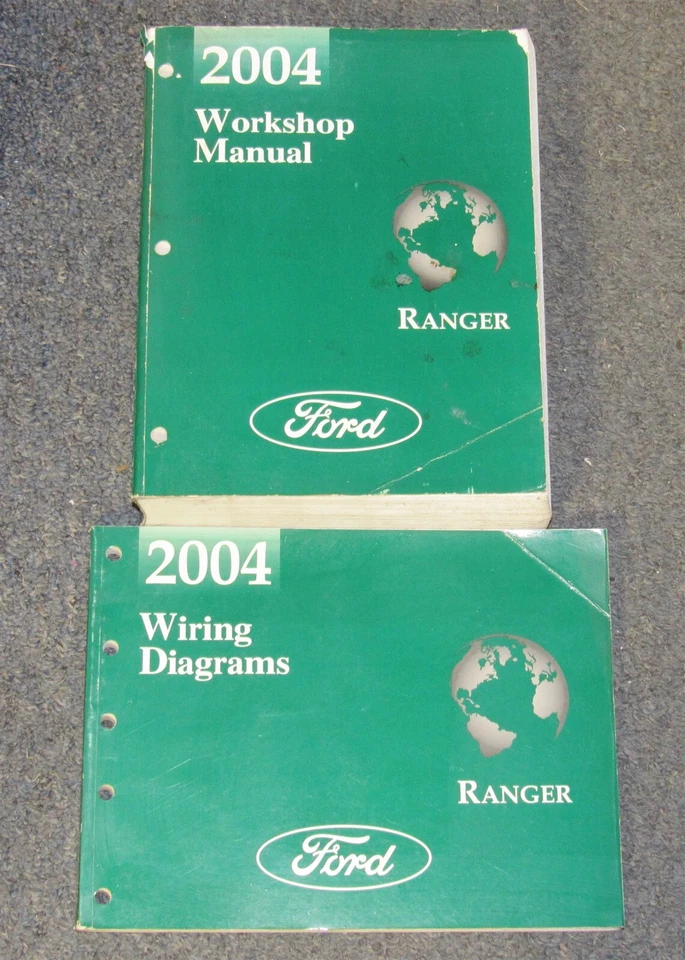 2004
Workshop
Manual
RANGER
Ford
2004
Wiring
Diagrams
RANGER
Ford